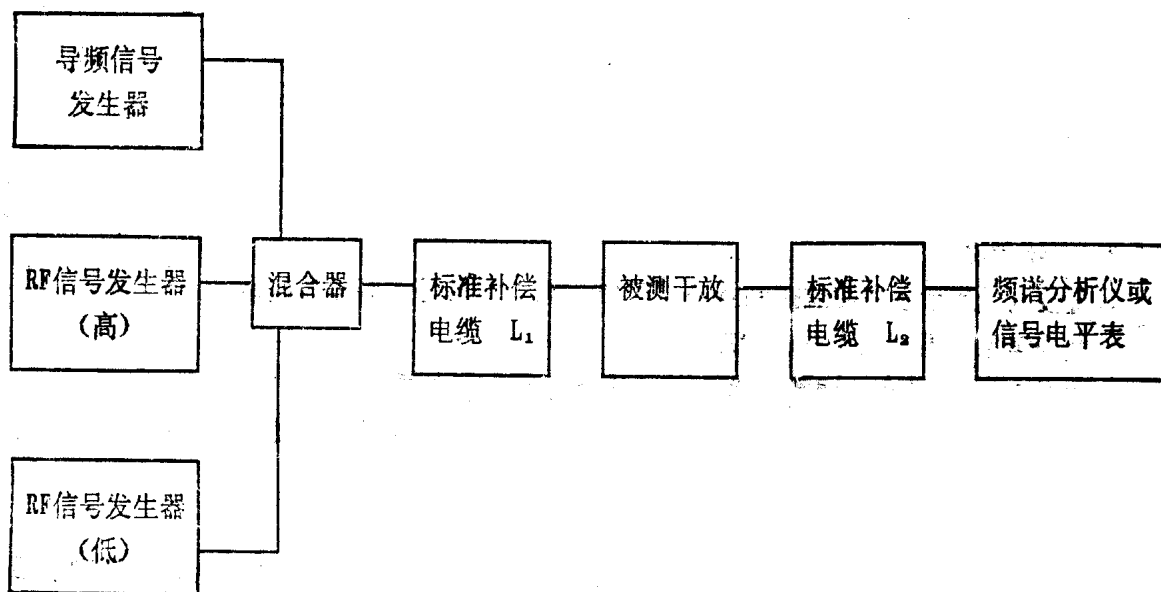 导频信号
发生器
RF信号发生器
(高)
混合器
标准补偿
电缆 L₁
被测干放
标准补偿
电缆 L₂
频谱分析仪或
信号电平表
RF信号发生器
(低)